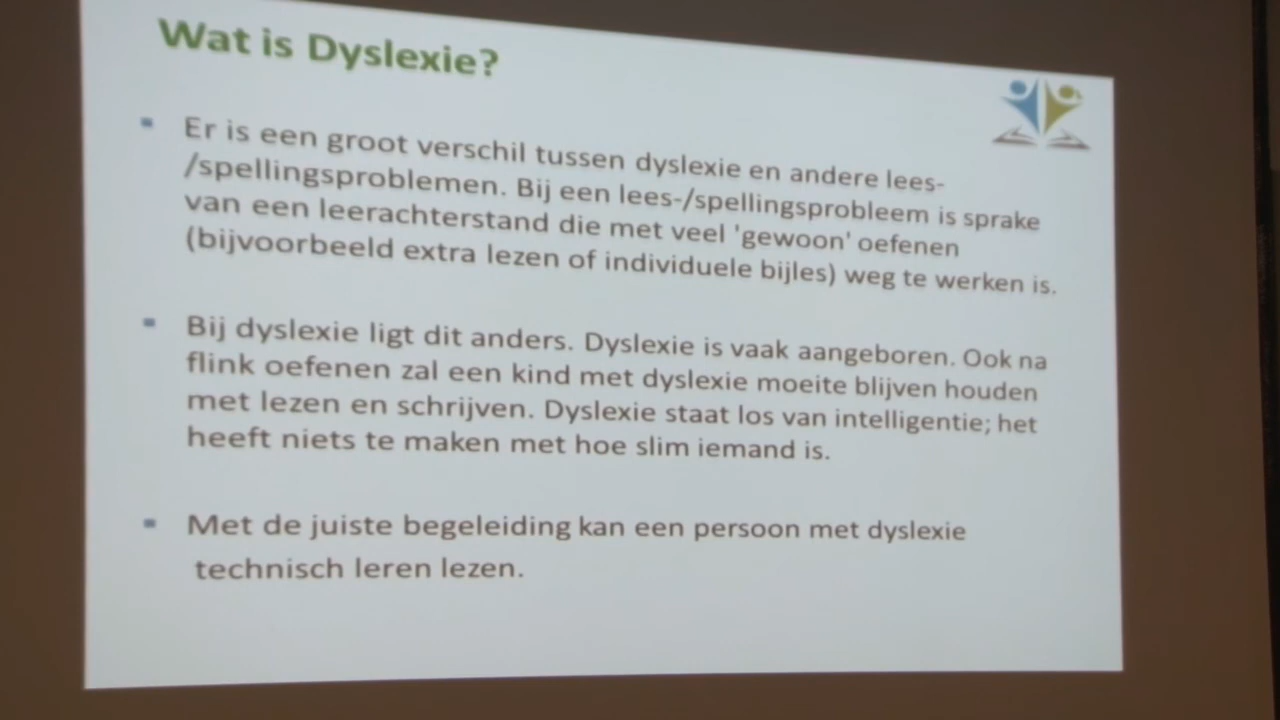 Wat is Dyslexie?
▪ Er is een groot verschil tussen dyslexie en andere lees-
/spellingsproblemen. Bij een lees-/spellingsprobleem is sprake
van een leerachterstand die met veel 'gewoon' oefenen
(bijvoorbeeld extra lezen of individuele bijles) weg te werken is.
▪ Bij dyslexie ligt dit anders. Dyslexie is vaak aangeboren. Ook na
flink oefenen zal een kind met dyslexie moeite blijven houden
met lezen en schrijven. Dyslexie staat los van intelligentie; het
heeft niets te maken met hoe slim iemand is.
▪ Met de juiste begeleiding kan een persoon met dyslexie
technisch leren lezen.